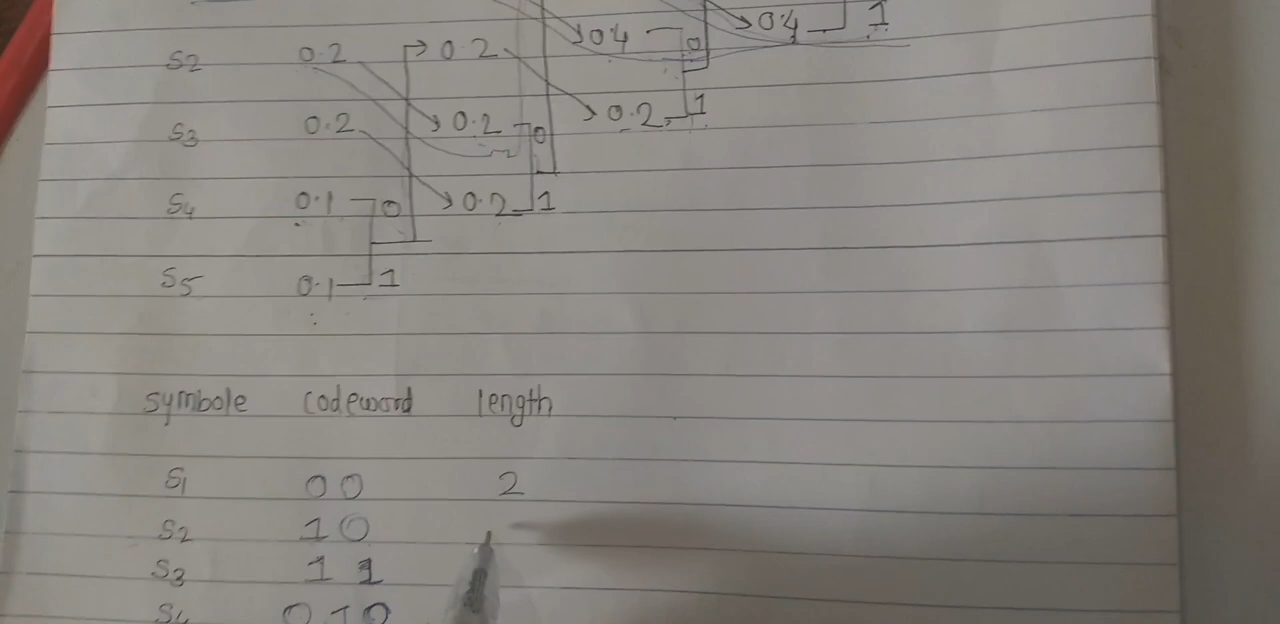 0.4 1
0.4 0
S2 0.2 0.2
0.2 1
S3 0.2 0.2 0
S4 0.1 0 0.2 1
S5 0.1 1
symbole codeword length
S1 00 2
S2 10
S3 11
S4 010